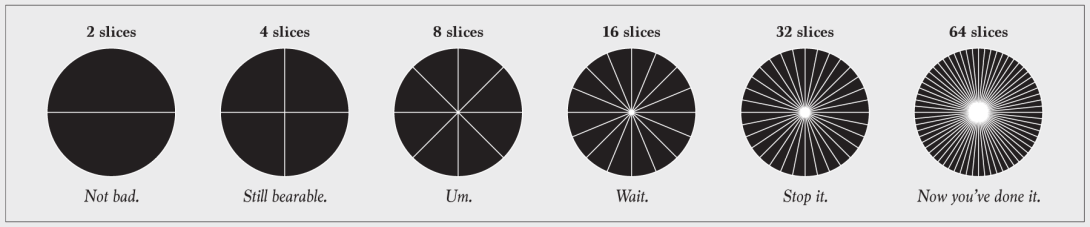 2 slices
4 slices
8 slices
16 slices
32 slices
64 slices
Not bad.
Still bearable.
Um.
Wait.
Stop it.
Now you've done it.